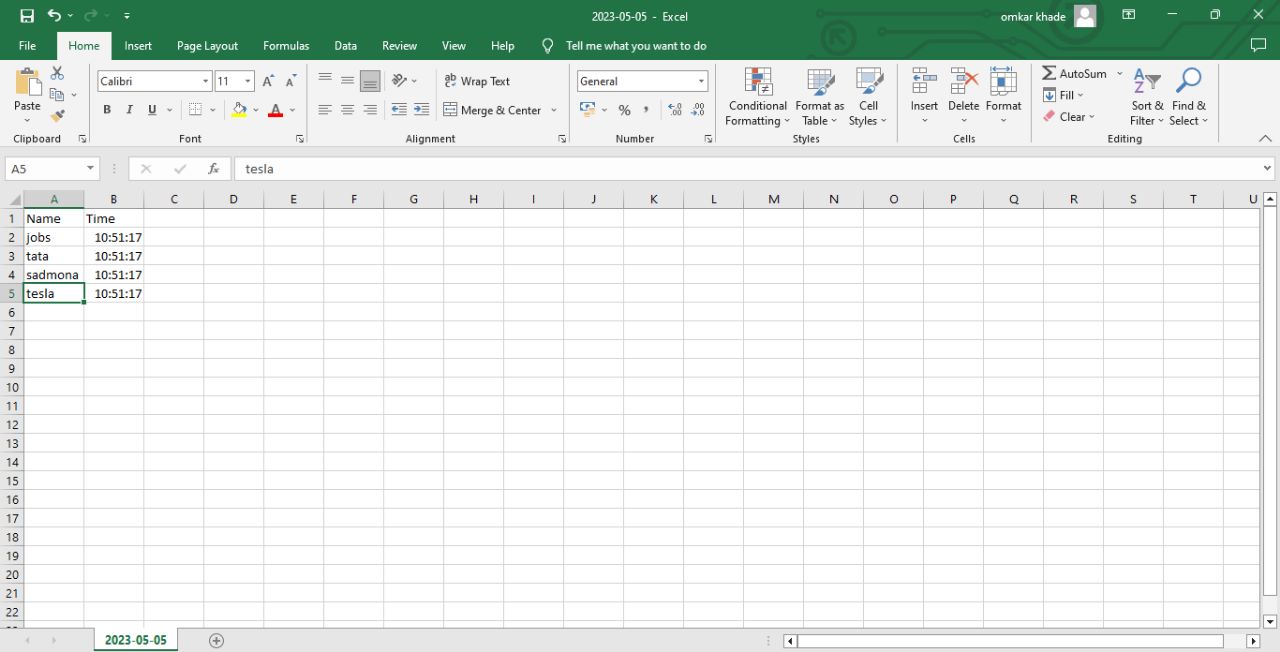 2023-05-05 - Excel
omkar khade
File Home Insert Page Layout Formulas Data Review View Help Tell me what you want to do
Paste
Clipboard
Calibri 11
A A
B I U A
Font
ab Wrap Text
Merge & Center
Alignment
General
% , .0 .00 .00 .0
Number
Conditional Formatting
Format as Table
Cell Styles
Styles
Insert Delete Format
Cells
AutoSum
Fill
Clear
Sort & Filter
Find & Select
Editing
A5 fx tesla
A B C D E F G H I J K L M N O P Q R S T U
1 Name Time
2 jobs 10:51:17
3 tata 10:51:17
4 sadmona 10:51:17
5 tesla 10:51:17
6
7
8
9
10
11
12
13
14
15
16
17
18
19
20
21
22
2023-05-05